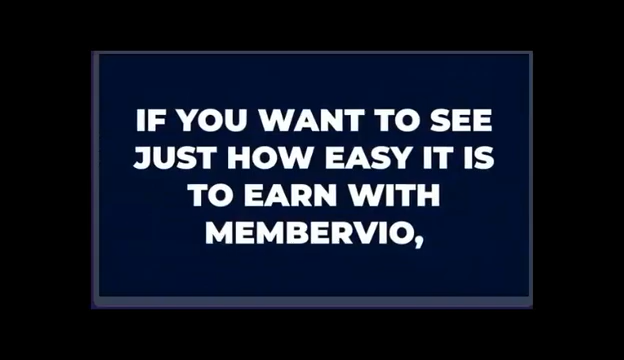 IF YOU WANT TO SEE
JUST HOW EASY IT IS
TO EARN WITH
MEMBERVIO,